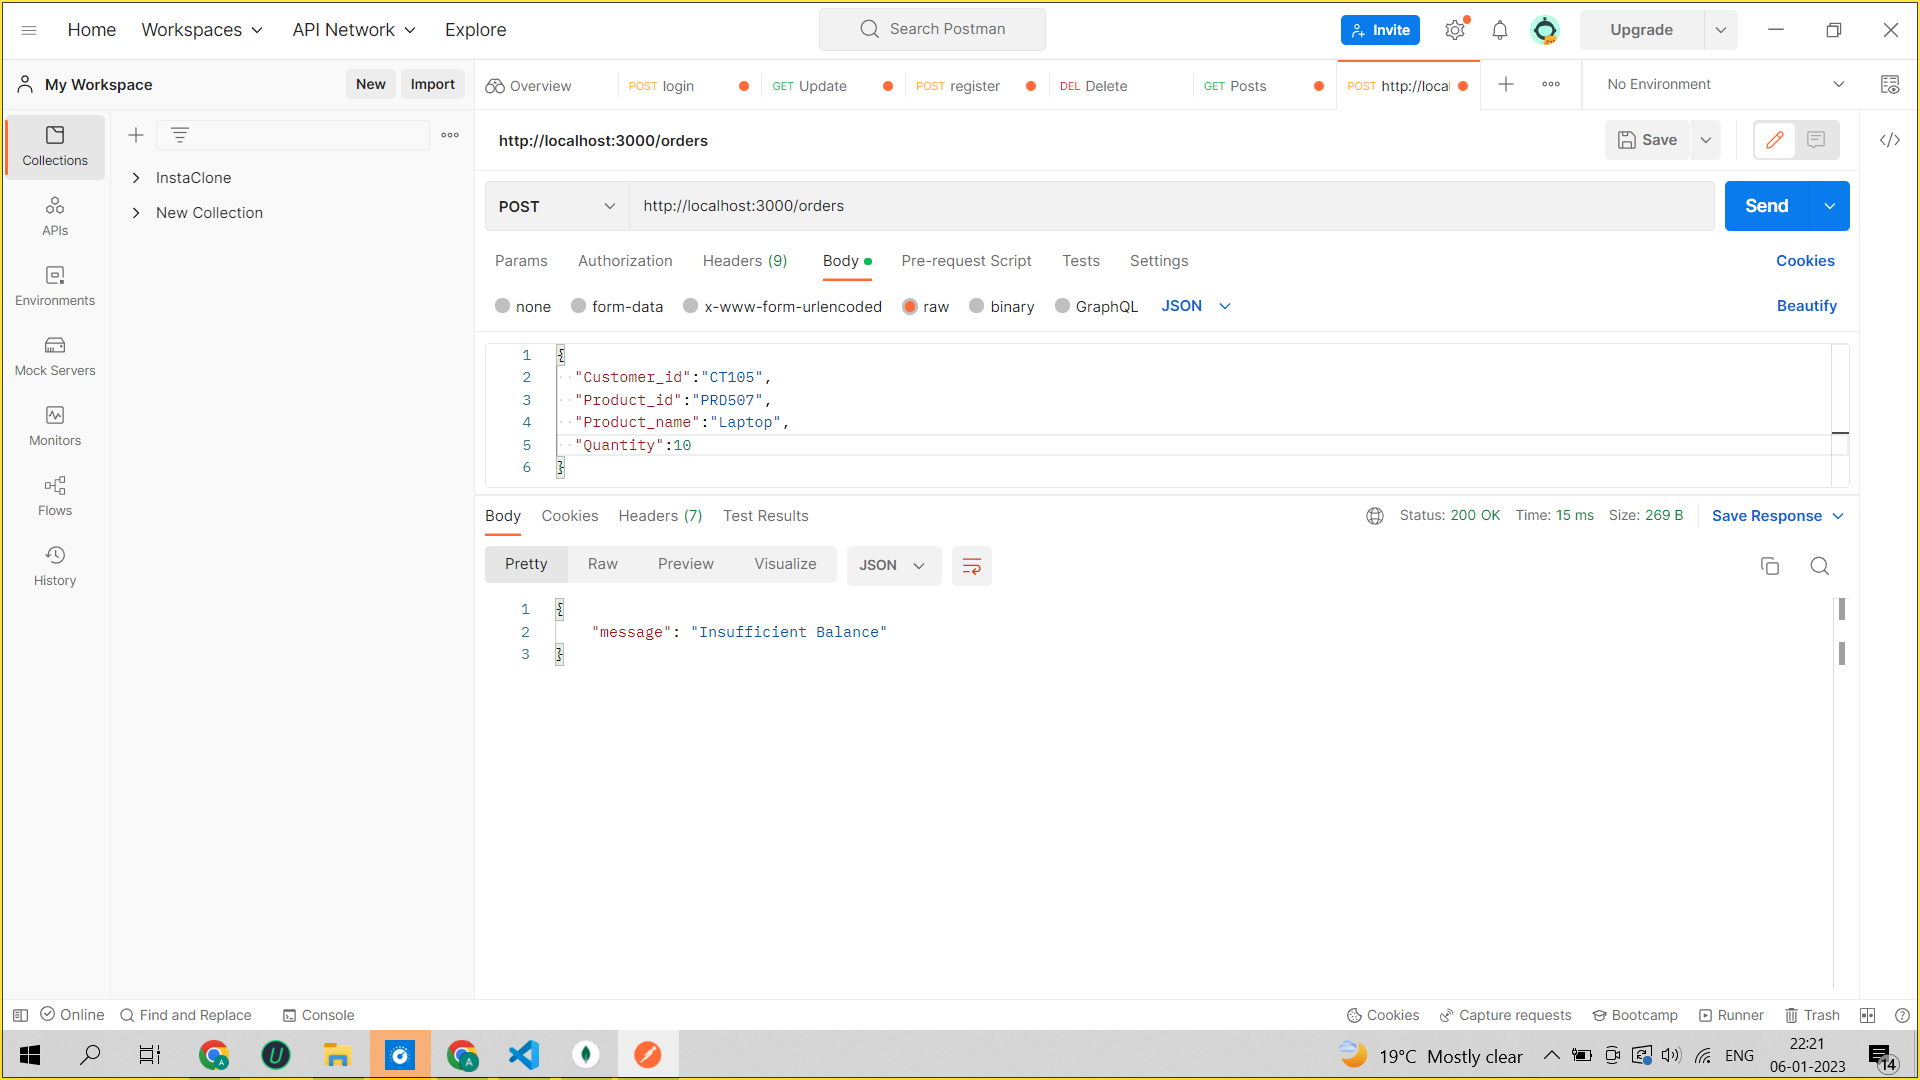 Home Workspaces API Network Explore Search Postman Invite Upgrade
My Workspace New Import Overview POST login GET Update POST register DEL Delete GET Posts POST http://local No Environment
Collections
APIs
Environments
Mock Servers
Monitors
Flows
History
InstaClone
New Collection
http://localhost:3000/orders Save
POST http://localhost:3000/orders Send
Params Authorization Headers (9) Body Pre-request Script Tests Settings Cookies
none form-data x-www-form-urlencoded raw binary GraphQL JSON Beautify
1 {
2 "Customer_id":"CT105",
3 "Product_id":"PRD507",
4 "Product_name":"Laptop",
5 "Quantity":10
6 }
Body Cookies Headers (7) Test Results Status: 200 OK Time: 15 ms Size: 269 B Save Response
Pretty Raw Preview Visualize JSON
1 {
2 "message": "Insufficient Balance"
3 }
Online Find and Replace Console Cookies Capture requests Bootcamp Runner Trash
19°C Mostly clear ENG 22:21
06-01-2023 14